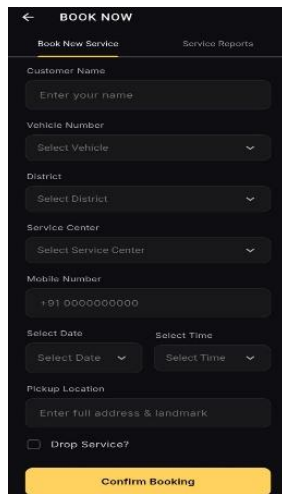 BOOK NOW
Book New Service Service Reports
Customer Name
Enter your name
Vehicle Number
Select Vehicle
District
Select District
Service Center
Select Service Center
Mobile Number
+91 0000000000
Select Date Select Time
Select Date Select Time
Pickup Location
Enter full address & landmark
Drop Service?
Confirm Booking